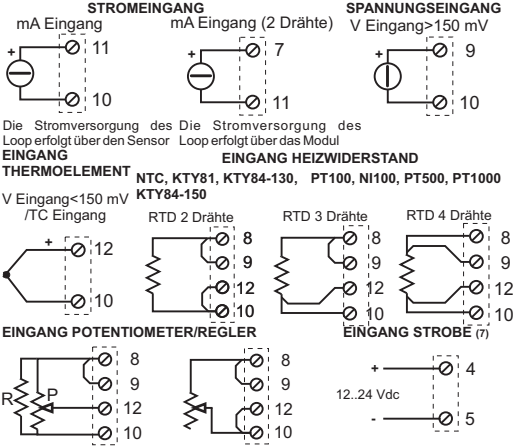 STROMEINGANG
SPANNUNGSEINGANG
mA Eingang
mA Eingang (2 Drähte)
V Eingang>150 mV
+
11
10
+
7
11
+
9
10
Die Stromversorgung des
Loop erfolgt über den Sensor
Die Stromversorgung des
Loop erfolgt über das Modul
EINGANG
THERMOELEMENT
V Eingang<150 mV
/TC Eingang
+
12
10
EINGANG HEIZWIDERSTAND
NTC, KTY81, KTY84-130, PT100, NI100, PT500, PT1000
KTY84-150
RTD 2 Drähte
8
9
12
10
RTD 3 Drähte
8
9
12
10
RTD 4 Drähte
8
9
12
10
EINGANG POTENTIOMETER/REGLER
R
P
8
9
12
10
8
9
12
10
EINGANG STROBE (7)
+
4
12..24 Vdc
-
5